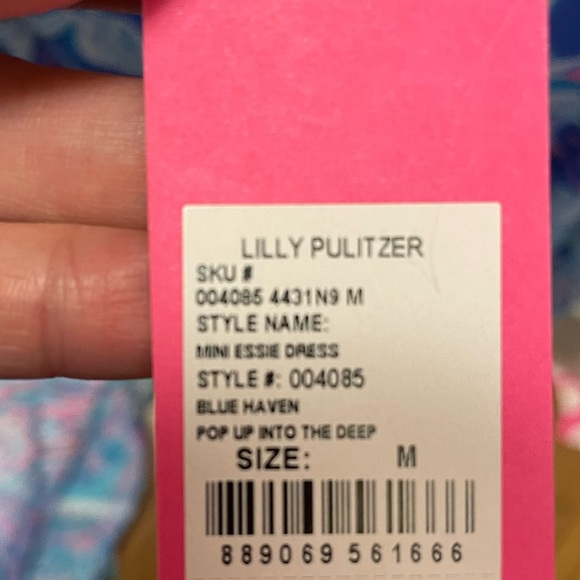 LILLY PULITZER
SKU #
004085 4431N9 M
STYLE NAME:
MINI ESSIE DRESS
STYLE #: 004085
BLUE HAVEN
POP UP INTO THE DEEP
SIZE: M
889069 561666